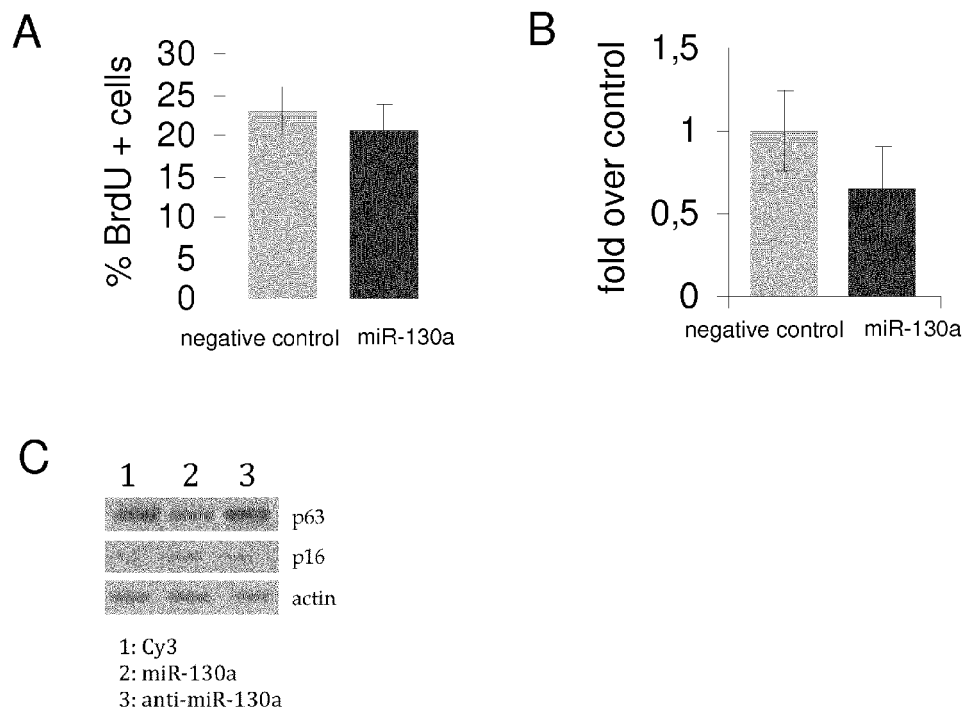 A
% BrdU + cells
30
25
20
15
10
5
0
negative control
miR-130a
B
fold over control
1,5
1
0,5
0
negative control
miR-130a
C
1 2 3
p63
p16
actin
1: Cy3
2: miR-130a
3: anti-miR-130a